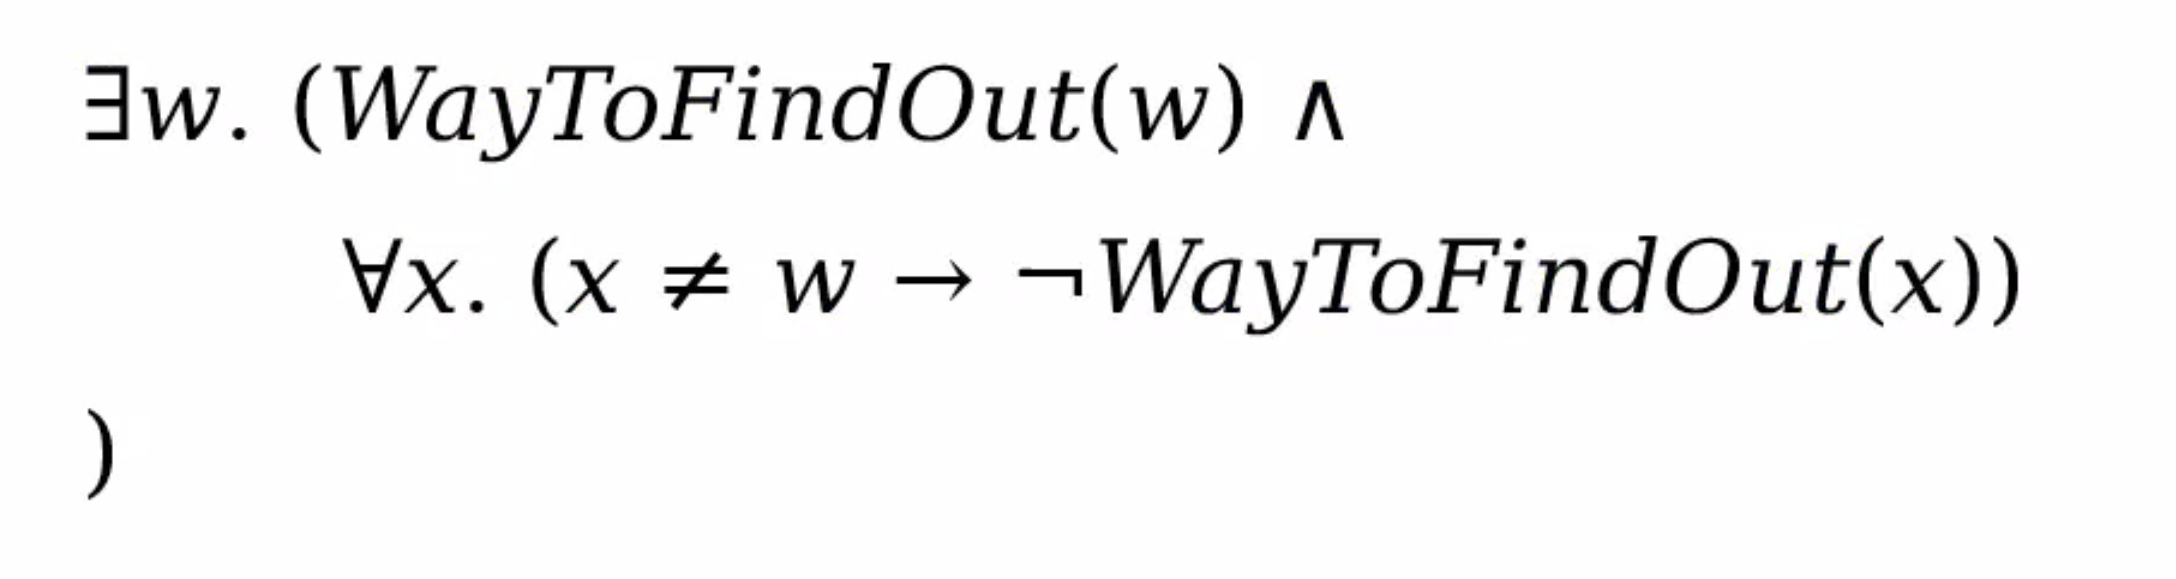 ∃w. (WayToFindOut(w) ∧
∀x. (x ≠ w → ¬WayToFindOut(x))
)